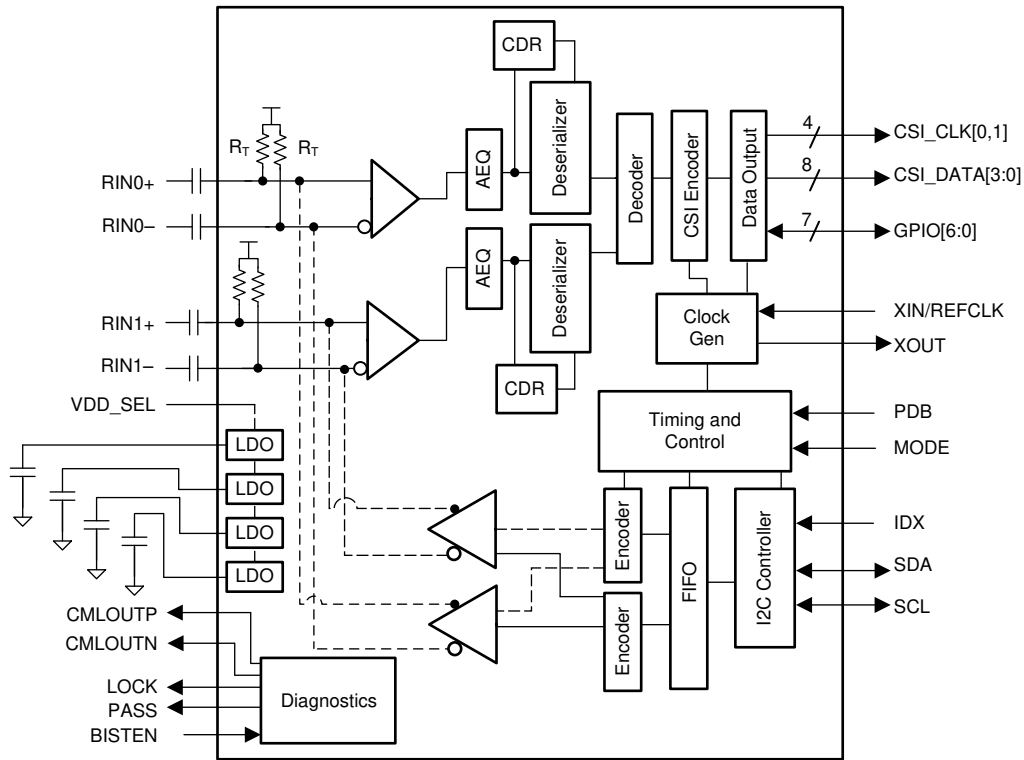 CDR
4
CSI_CLK[0,1]
RT
RT
AEQ
Deserializer
Decoder
CSI Encoder
Data Output
8
CSI_DATA[3:0]
RIN0+
RIN0–
7
GPIO[6:0]
AEQ
Deserializer
RIN1+
RIN1–
Clock
Gen
XIN/REFCLK
XOUT
CDR
VDD_SEL
Timing and
Control
PDB
MODE
LDO
LDO
LDO
LDO
Encoder
FIFO
I2C Controller
IDX
SDA
SCL
Encoder
CMLOUTP
CMLOUTN
LOCK
PASS
BISTEN
Diagnostics